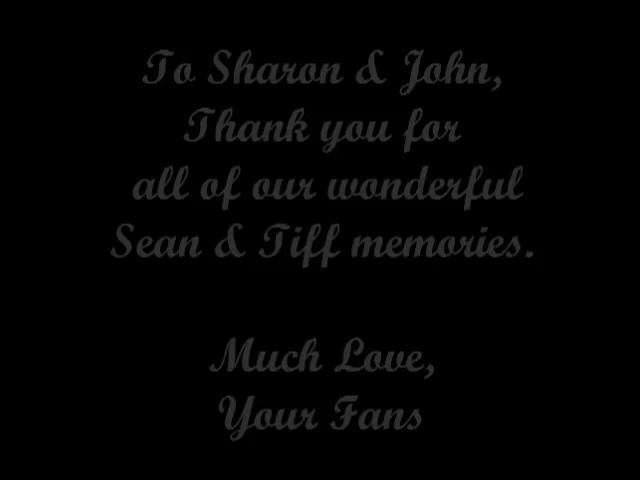 To Sharon & John,
Thank you for
all of our wonderful
Sean & Tiff memories.
Much Love,
Your Fans